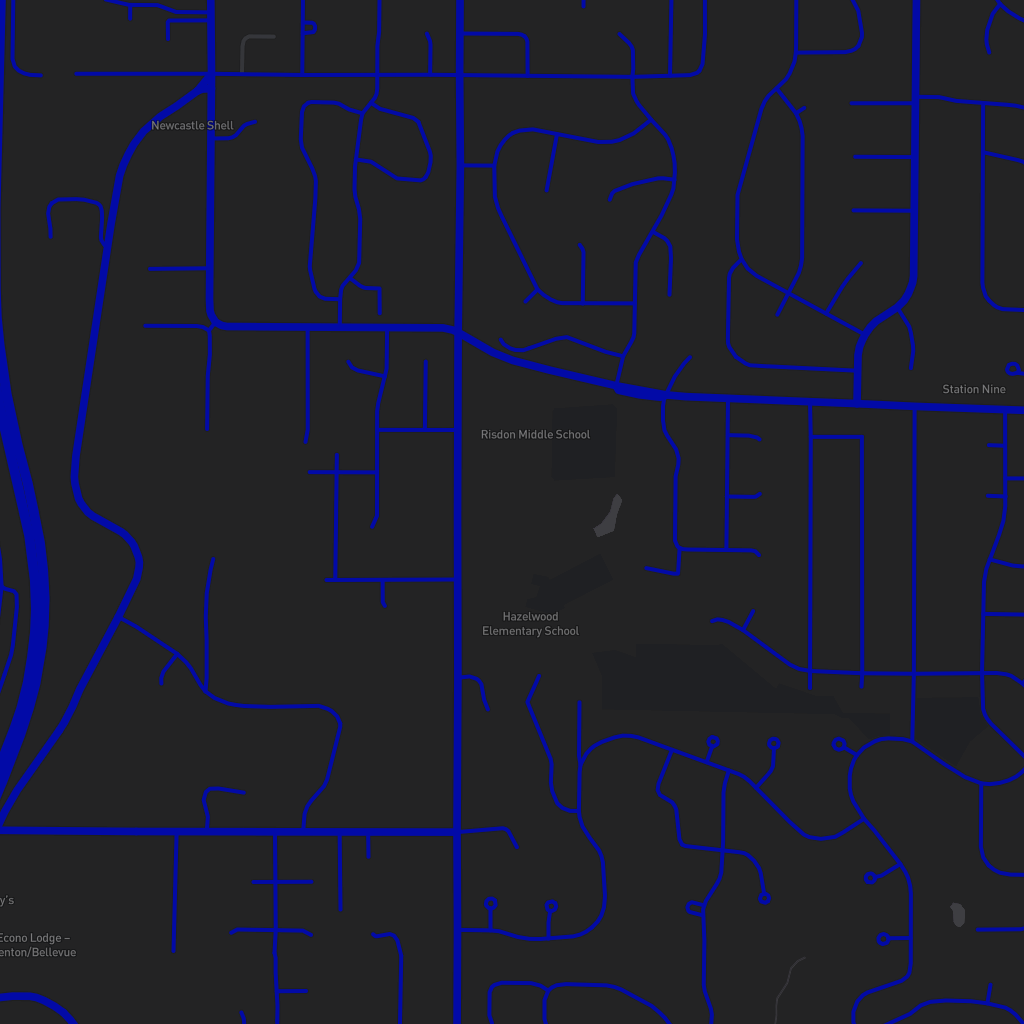 Newcastle Shell
Station Nine
Risdon Middle School
Hazelwood
Elementary School
y's
Econo Lodge –
enton/Bellevue